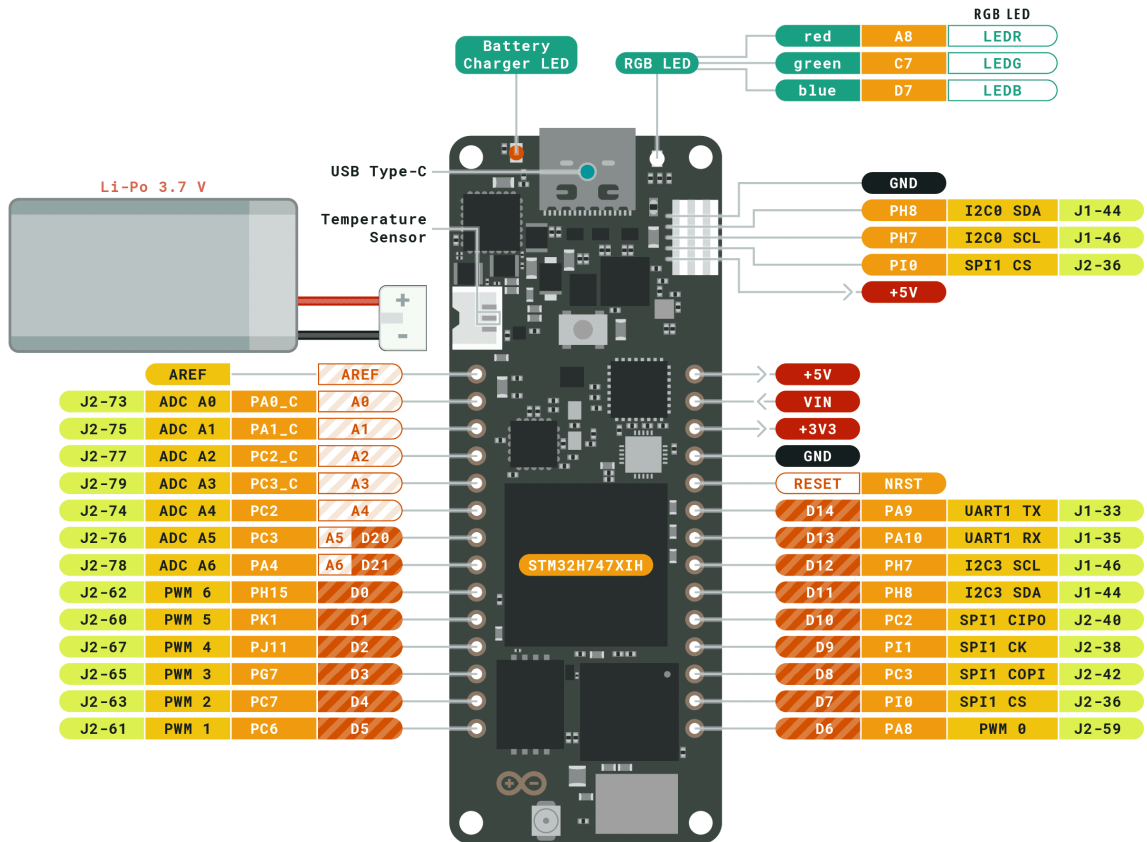 RGB LED
red A8 LEDR
green C7 LEDG
blue D7 LEDB
Battery
Charger LED
RGB LED
USB Type-C
Li-Po 3.7 V
Temperature
Sensor
+
-
GND
PH8 I2C0 SDA J1-44
PH7 I2C0 SCL J1-46
PI0 SPI1 CS J2-36
+5V
AREF AREF
J2-73 ADC A0 PA0_C A0
J2-75 ADC A1 PA1_C A1
J2-77 ADC A2 PC2_C A2
J2-79 ADC A3 PC3_C A3
J2-74 ADC A4 PC2 A4
J2-76 ADC A5 PC3 A5 D20
J2-78 ADC A6 PA4 A6 D21
J2-62 PWM 6 PH15 D0
J2-60 PWM 5 PK1 D1
J2-67 PWM 4 PJ11 D2
J2-65 PWM 3 PG7 D3
J2-63 PWM 2 PC7 D4
J2-61 PWM 1 PC6 D5
STM32H747XIH
+5V
VIN
+3V3
GND
RESET NRST
D14 PA9 UART1 TX J1-33
D13 PA10 UART1 RX J1-35
D12 PH7 I2C3 SCL J1-46
D11 PH8 I2C3 SDA J1-44
D10 PC2 SPI1 CIPO J2-40
D9 PI1 SPI1 CK J2-38
D8 PC3 SPI1 COPI J2-42
D7 PI0 SPI1 CS J2-36
D6 PA8 PWM 0 J2-59